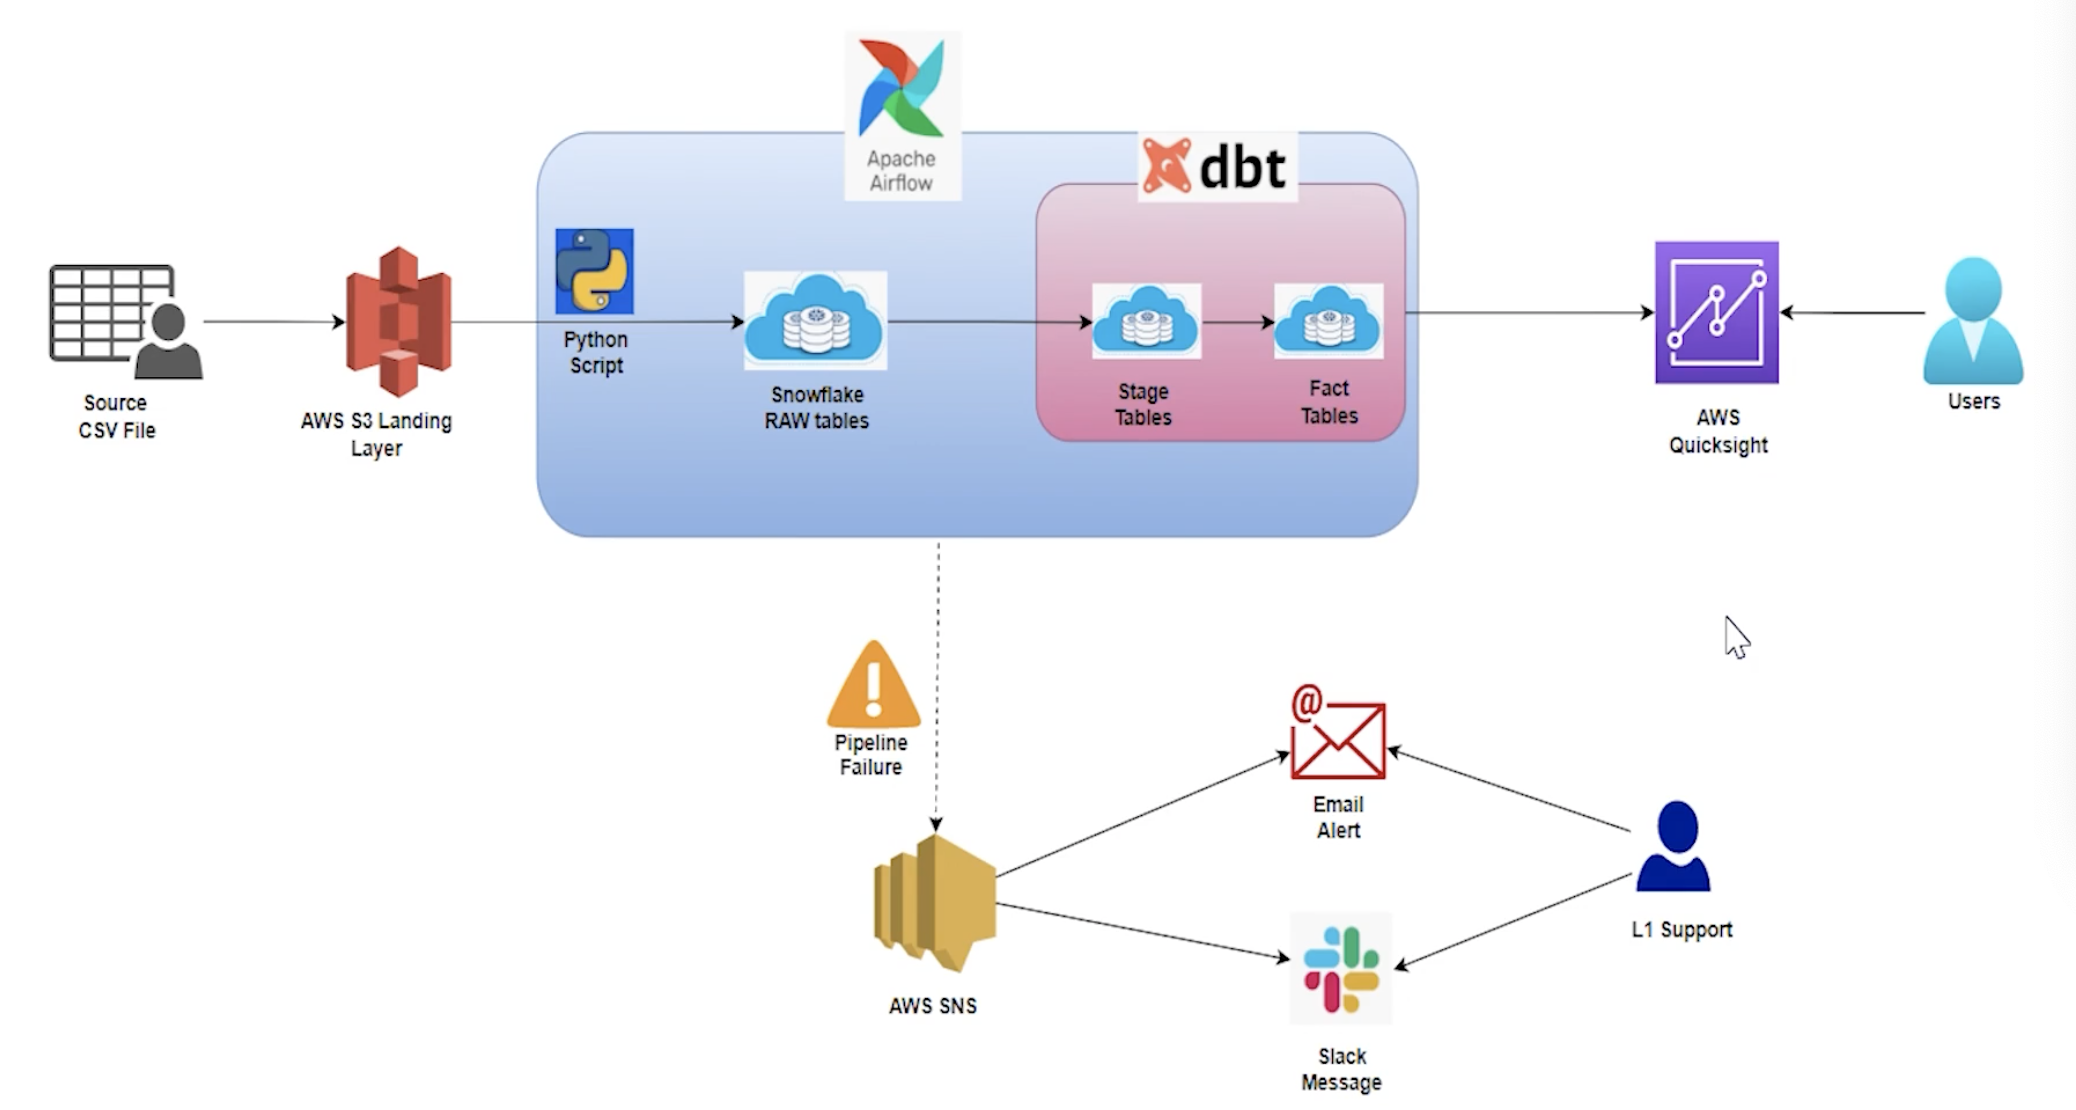 Apache
Airflow
dbt
Python
Script
Source
CSV File
AWS S3 Landing
Layer
Snowflake
RAW tables
Stage
Tables
Fact
Tables
AWS
Quicksight
Users
Pipeline
Failure
@
Email
Alert
L1 Support
AWS SNS
Slack
Message